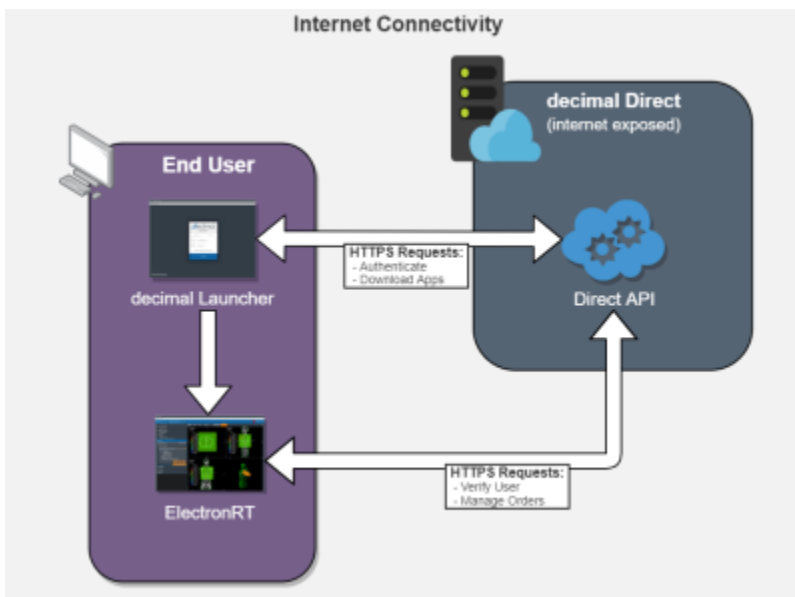 Internet Connectivity
decimal Direct
(internet exposed)
End User
HTTPS Requests:
- Authenticate
- Download Apps
decimal Launcher
Direct API
HTTPS Requests:
- Verify User
- Manage Orders
ElectronRT